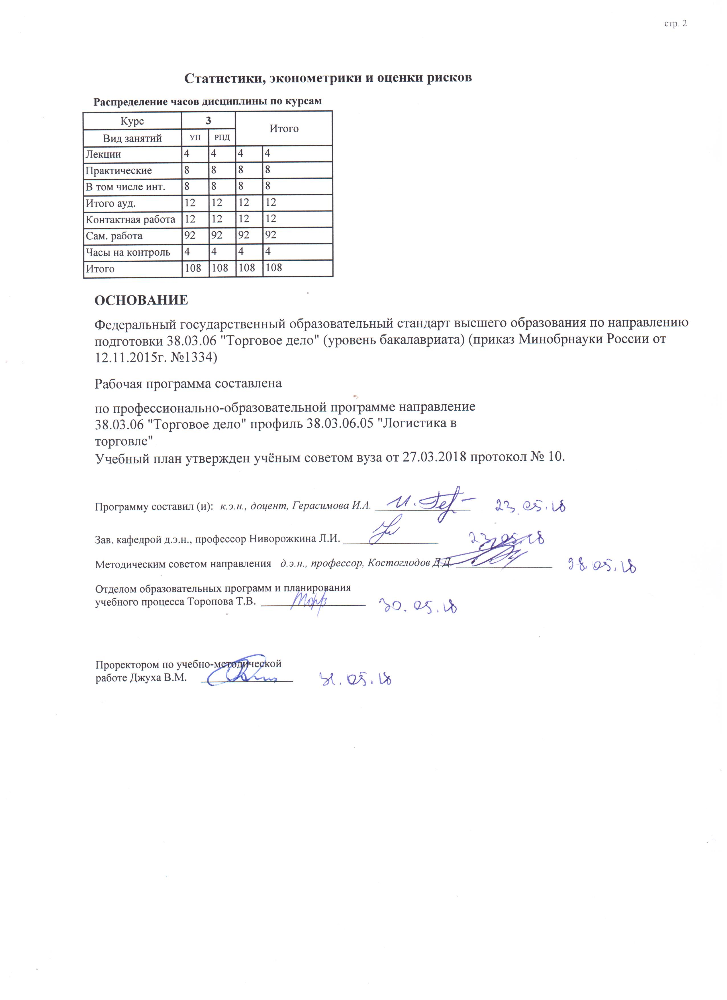 стр. 2
Статистики, эконометрики и оценки рисков
Распределение часов дисциплины по курсам
Курс 3 Итого
Вид занятий УП РПД
Лекции 4 4 4 4
Практические 8 8 8 8
В том числе инт. 8 8 8 8
Итого ауд. 12 12 12 12
Контактная работа 12 12 12 12
Сам. работа 92 92 92 92
Часы на контроль 4 4 4 4
Итого 108 108 108 108
ОСНОВАНИЕ
Федеральный государственный образовательный стандарт высшего образования по направлению
подготовки 38.03.06 "Торговое дело" (уровень бакалавриата) (приказ Минобрнауки России от
12.11.2015г. №1334)
Рабочая программа составлена
по профессионально-образовательной программе направление
38.03.06 "Торговое дело" профиль 38.03.06.05 "Логистика в
торговле"
Учебный план утвержден учёным советом вуза от 27.03.2018 протокол № 10.
Программу составил (и): к.э.н., доцент, Герасимова И.А. И. Гер 23.05.18
Зав. кафедрой д.э.н., профессор Ниворожкина Л.И. 23.05.18
Методическим советом направления д.э.н., профессор, Костоглодов Д.Д. 28.05.18
Отделом образовательных программ и планирования
учебного процесса Торопова Т.В. 30.05.18
Проректором по учебно-методической
работе Джуха В.М. 31.05.18